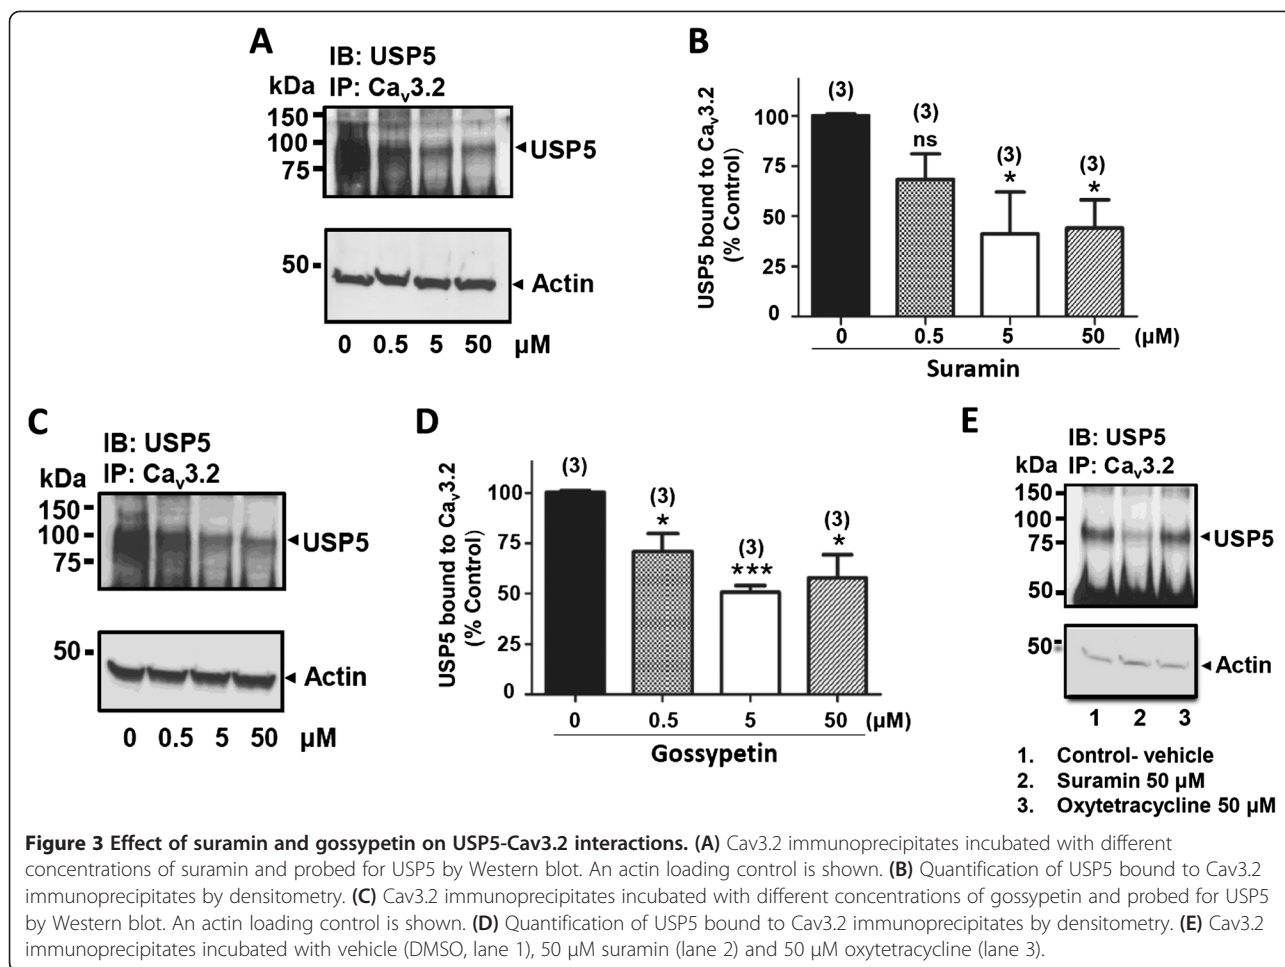 A
IB: USP5
kDa
IP: Cav3.2
150
100
75
USP5
50
Actin
0 0.5 5 50 µM
B
USP5 bound to Cav3.2
(% Control)
100
75
50
25
0
(3)
(3)
ns
(3)
*
(3)
*
0 0.5 5 50 (µM)
Suramin
C
IB: USP5
kDa
IP: Cav3.2
150
100
75
USP5
50
Actin
0 0.5 5 50 µM
D
USP5 bound to Cav3.2
(% Control)
100
75
50
25
0
(3)
(3)
*
(3)
***
(3)
*
0 0.5 5 50 (µM)
Gossypetin
E
IB: USP5
kDa
IP: Cav3.2
150
100
75
USP5
50
50
Actin
1 2 3
1. Control- vehicle
2. Suramin 50 µM
3. Oxytetracycline 50 µM
Figure 3 Effect of suramin and gossypetin on USP5-Cav3.2 interactions. (A) Cav3.2 immunoprecipitates incubated with different
concentrations of suramin and probed for USP5 by Western blot. An actin loading control is shown. (B) Quantification of USP5 bound to Cav3.2
immunoprecipitates by densitometry. (C) Cav3.2 immunoprecipitates incubated with different concentrations of gossypetin and probed for USP5
by Western blot. An actin loading control is shown. (D) Quantification of USP5 bound to Cav3.2 immunoprecipitates by densitometry. (E) Cav3.2
immunoprecipitates incubated with vehicle (DMSO, lane 1), 50 µM suramin (lane 2) and 50 µM oxytetracycline (lane 3).